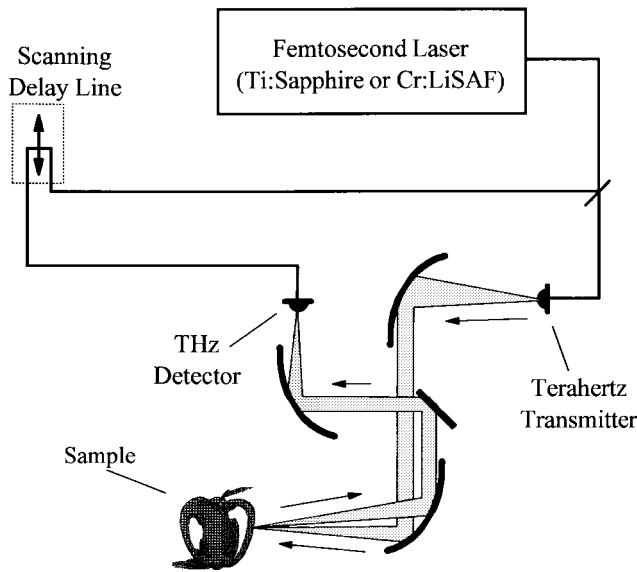 Scanning
Delay Line
Femtosecond Laser
(Ti:Sapphire or Cr:LiSAF)
THz
Detector
Terahertz
Transmitter
Sample